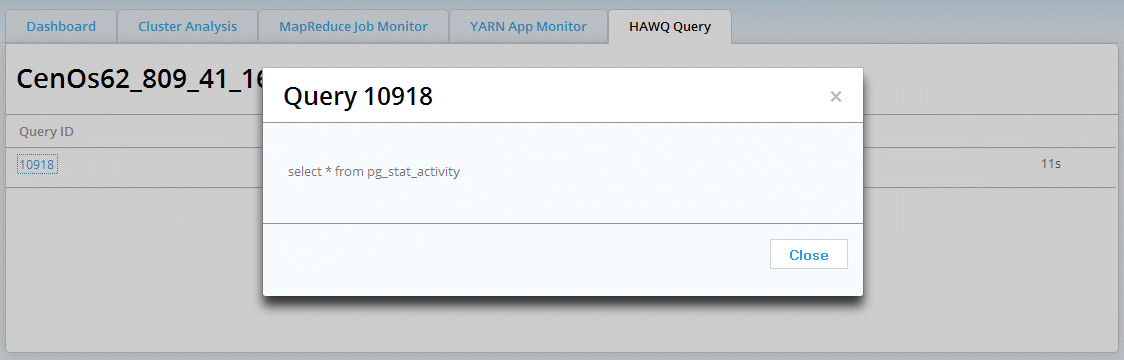 Dashboard Cluster Analysis MapReduce Job Monitor YARN App Monitor HAWQ Query
CenOs62_809_41_16
Query 10918 ×
Query ID
10918 11s
select * from pg_stat_activity
Close